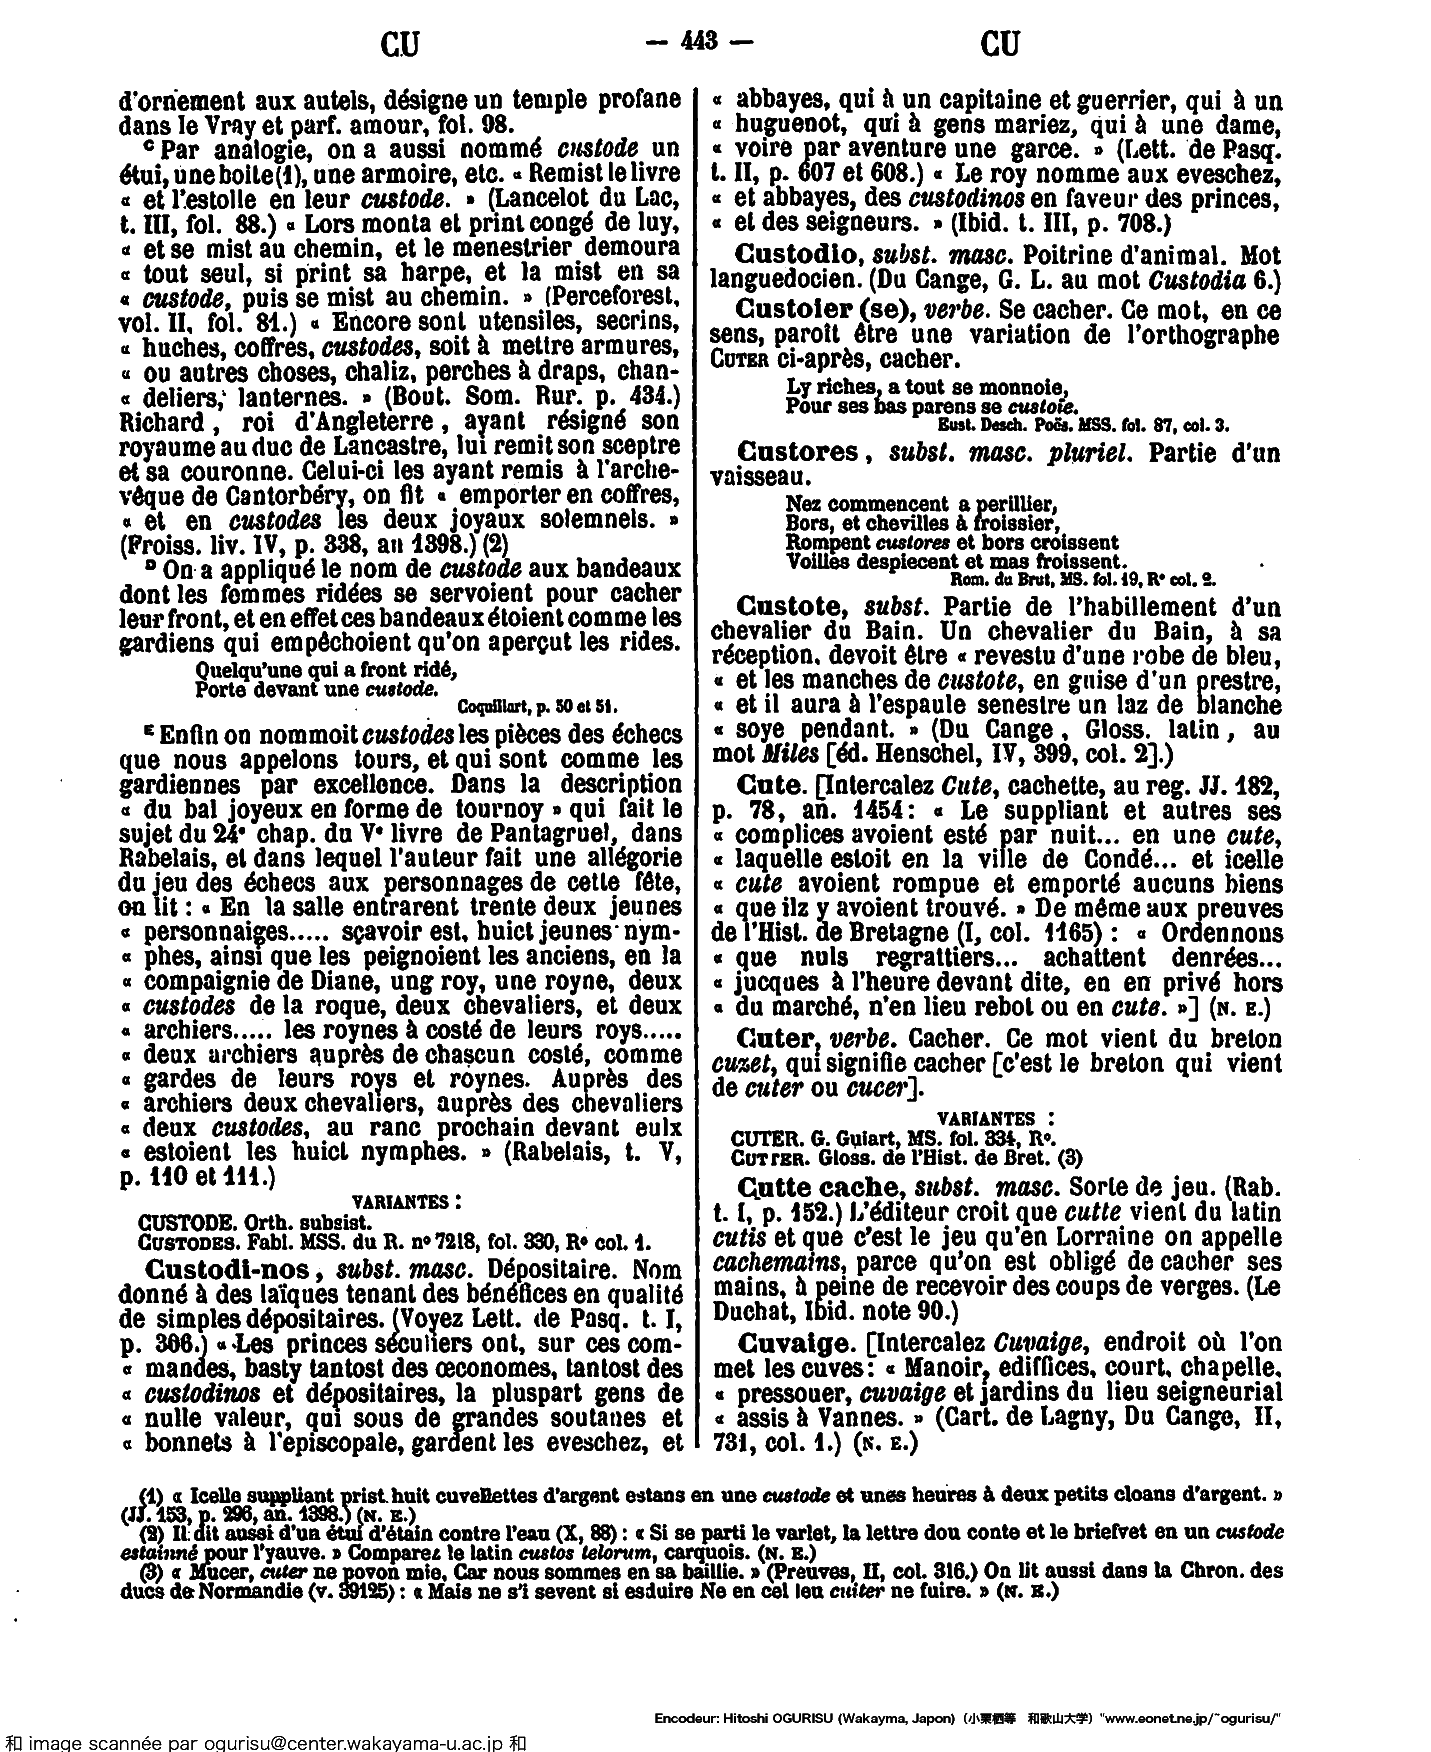 CU — 443 — CU
d'ornement aux autels, désigne un temple profane
dans le Vray et parf. amour, fol. 98.
C Par analogie, on a aussi nommé custode un
étui, une boîte (1), une armoire, etc. « Remist le livre
« et l'estolle en leur custode. » (Lancelot du Lac,
t. III, fol. 88.) « Lors monta et print congé de luy,
« et se mist au chemin, et le menestrier demoura
« tout seul, si print sa harpe, et la mist en sa
« custode, puis se mist au chemin. » (Perceforest,
vol. II, fol. 81.) « Encore sont utensiles, secrins,
« huches, coffres, custodes, soit à mettre armures,
« ou autres choses, chaliz, perches à draps, chan-
« deliers, lanternes. » (Bout. Som. Rur. p. 434.)
Richard, roi d'Angleterre, ayant résigné son
royaume au duc de Lancastre, lui remit son sceptre
et sa couronne. Celui-ci les ayant remis à l'arche-
vêque de Cantorbéry, on fit « emporter en coffres,
« et en custodes les deux joyaux solemnels. »
(Froiss. liv. IV, p. 338, an 1398.) (2)
D On a appliqué le nom de custode aux bandeaux
dont les femmes ridées se servoient pour cacher
leur front, et en effet ces bandeaux étoient comme les
gardiens qui empêchoient qu'on aperçut les rides.
Quelqu'une qui a front ridé,
Porte devant une custode.
Coquillart, p. 50 et 51.
E Enfin on nommoit custodes les pièces des échecs
que nous appelons tours, et qui sont comme les
gardiennes par excellence. Dans la description
« du bal joyeux en forme de tournoy » qui fait le
sujet du 24e chap. du Ve livre de Pantagruel, dans
Rabelais, et dans lequel l'auteur fait une allégorie
du jeu des échecs aux personnages de cette fête,
on lit : « En la salle entrarent trente deux jeunes
« personnaiges..... sçavoir est, huict jeunes nym-
« phes, ainsi que les peignoient les anciens, en la
« compaignie de Diane, ung roy, une royne, deux
« custodes de la roque, deux chevaliers, et deux
« archiers..... les roynes à costé de leurs roys.....
« deux archiers auprès de chascun costé, comme
« gardes de leurs roys et roynes. Auprès des
« archiers deux chevaliers, auprès des chevaliers
« deux custodes, au ranc prochain devant eulx
« estoient les huict nymphes. » (Rabelais, t. V,
p. 110 et 111.)
VARIANTES :
CUSTODE. Orth. subsist.
CUSTODES. Fabl. MSS. du R. nº 7218, fol. 330, Rº col. 1.
Custodi-nos, subst. masc. Dépositaire. Nom
donné à des laïques tenant des bénéfices en qualité
de simples dépositaires. (Voyez Lett. de Pasq. t. I,
p. 306.) « Les princes séculiers ont, sur ces com-
« mandes, basty tantost des œconomes, tantost des
« custodinos et dépositaires, la pluspart gens de
« nulle valeur, qui sous de grandes soutanes et
« bonnets à l'episcopale, gardent les eveschez, et
« abbayes, qui à un capitaine et guerrier, qui à un
« huguenot, qui à gens mariez, qui à une dame,
« voire par aventure une garce. » (Lett. de Pasq.
t. II, p. 607 et 608.) « Le roy nomme aux eveschez,
« et abbayes, des custodinos en faveur des princes,
« et des seigneurs. » (Ibid. t. III, p. 708.)
Custodio, subst. masc. Poitrine d'animal. Mot
languedocien. (Du Cange, G. L. au mot Custodia 6.)
Custoier (se), verbe. Se cacher. Ce mot, en ce
sens, paroît être une variation de l'orthographe
CUTER ci-après, cacher.
Ly riches, a tout se monnoie,
Pour ses bas parens se custoie.
Eust. Desch. Poës. MSS. fol. 87, col. 3.
Custores, subst. masc. pluriel. Partie d'un
vaisseau.
Nez commencent a perillier,
Bors, et chevilles à froissier,
Rompent custores et bors croissent
Voilles despiecent et mas froissent.
Rom. du Brut, MS. fol. 19, Rº col. 2.
Custote, subst. Partie de l'habillement d'un
chevalier du Bain. Un chevalier du Bain, à sa
réception, devoit être « revestu d'une robe de bleu,
« et les manches de custote, en guise d'un prestre,
« et il aura à l'espaule senestre un laz de blanche
« soye pendant. » (Du Cange, Gloss. latin, au
mot Miles [éd. Henschel, IV, 399, col. 2].)
Cute. [Intercalez Cute, cachette, au reg. JJ. 182,
p. 78, an. 1454 : « Le suppliant et autres ses
« complices avoient esté par nuit... en une cute,
« laquelle estoit en la ville de Condé... et icelle
« cute avoient rompue et emporté aucuns biens
« que ilz y avoient trouvé. » De même aux preuves
de l'Hist. de Bretagne (I, col. 1165) : « Ordennous
« que nuls regrattiers... achattent denrées...
« jucques à l'heure devant dite, en en privé hors
« du marché, n'en lieu rebot ou en cute. »] (N. E.)
Cuter, verbe. Cacher. Ce mot vient du breton
cuzet, qui signifie cacher [c'est le breton qui vient
de cuter ou cucer].
VARIANTES :
CUTER. G. Guiart, MS. fol. 334, Rº.
CUTTER. Gloss. de l'Hist. de Bret. (3)
Cutte cache, subst. masc. Sorte de jeu. (Rab.
t. I, p. 152.) L'éditeur croit que cutte vient du latin
cutis et que c'est le jeu qu'en Lorraine on appelle
cachemains, parce qu'on est obligé de cacher ses
mains, à peine de recevoir des coups de verges. (Le
Duchat, Ibid. note 90.)
Cuvaige. [Intercalez Cuvaige, endroit où l'on
met les cuves : « Manoir, ediffices, court, chapelle,
« pressouer, cuvaige et jardins du lieu seigneurial
« assis à Vannes. » (Cart. de Lagny, Du Cange, II,
731, col. 1.) (N. E.)
(1) « Icelle suppliant prist huit cuvellettes d'argent estans en une custode et unes heures à deux petits cloans d'argent. »
(JJ. 153, p. 296, an. 1398.) (N. E.)
(2) Il dit aussi d'un étui d'étain contre l'eau (X, 88) : « Si se parti le varlet, la lettre dou conte et le briefvet en un custode
estainné pour l'yauve. » Comparez le latin custos telorum, carquois. (N. E.)
(3) « Mucer, cuter ne povon mie, Car nous sommes en sa baillie. » (Preuves, II, col. 316.) On lit aussi dans la Chron. des
ducs de Normandie (v. 39125) : « Mais ne s'i sevent si esduire Ne en cel leu cuiter ne fuire. » (N. E.)
Encodeur: Hitoshi OGURISU (Wakayma, Japon) (小栗栖等 和歌山大学) "www.eonet.ne.jp/~ogurisu/"
和 image scannée par ogurisu@center.wakayama-u.ac.jp 和